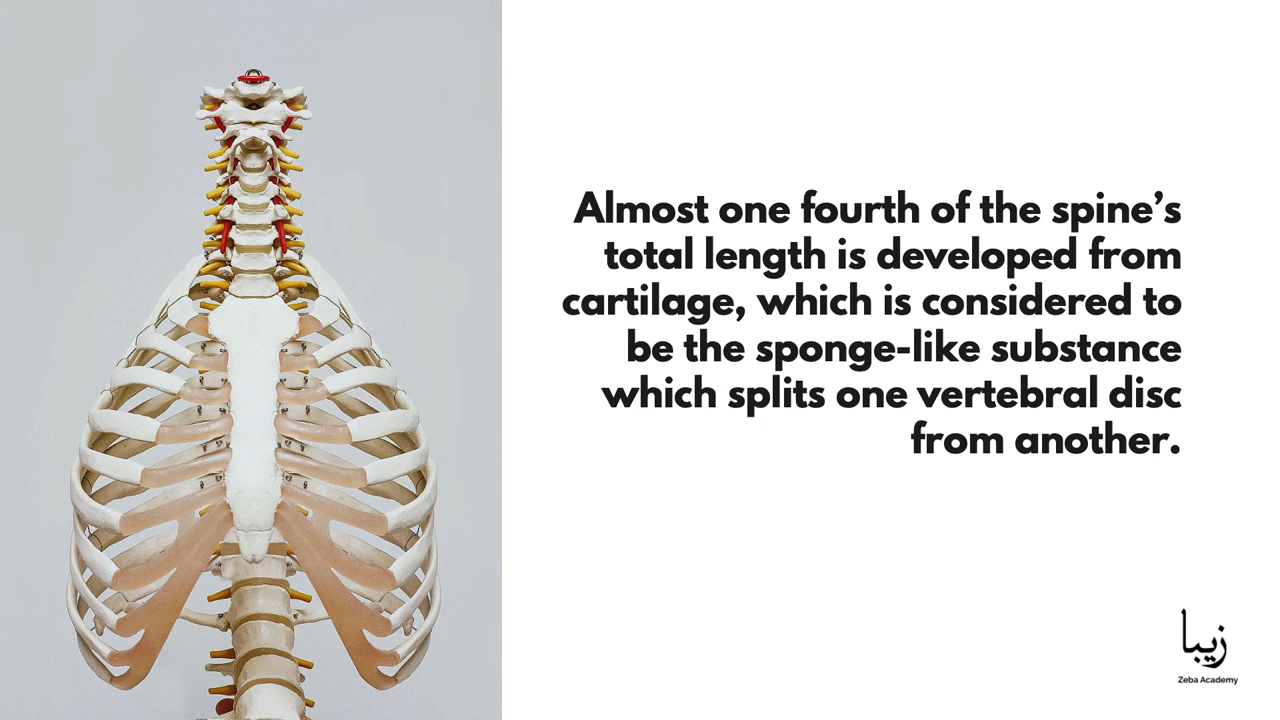 Almost one fourth of the spine’s
total length is developed from
cartilage, which is considered to
be the sponge-like substance
which splits one vertebral disc
from another.
زیبا
Zeba Academy